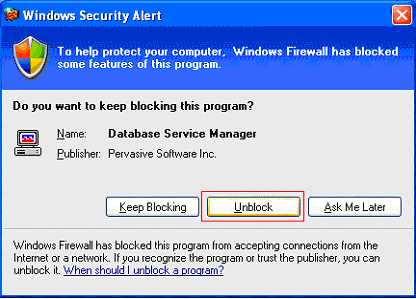 Windows Security Alert
To help protect your computer, Windows Firewall has blocked
some features of this program.
Do you want to keep blocking this program?
Name: Database Service Manager
Publisher: Pervasive Software Inc.
Keep Blocking Unblock Ask Me Later
Windows Firewall has blocked this program from accepting connections from the
Internet or a network. If you recognize the program or trust the publisher, you can
unblock it. When should I unblock a program?